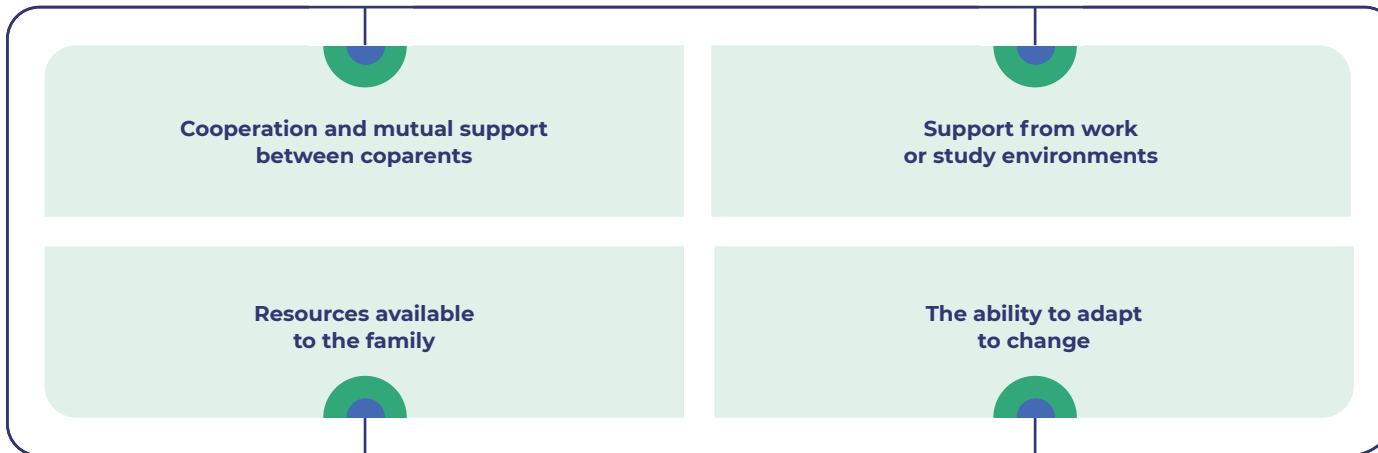 Cooperation and mutual support
between coparents
Support from work
or study environments
Resources available
to the family
The ability to adapt
to change